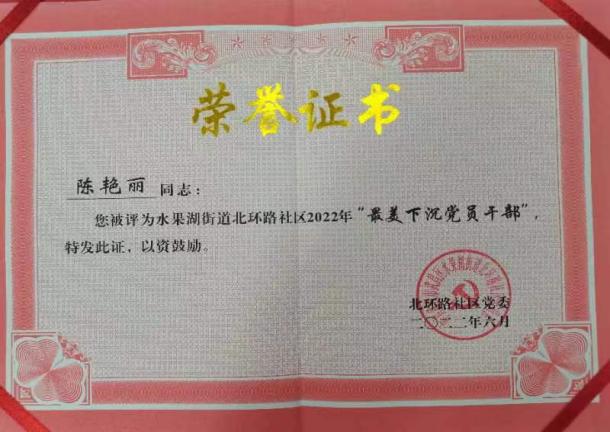 荣誉证书
陈艳丽同志：
您被评为水果湖街道北环路社区2022年“最美下沉党员干部”，
特发此证，以资鼓励。
北环路社区党委
二〇二二年六月